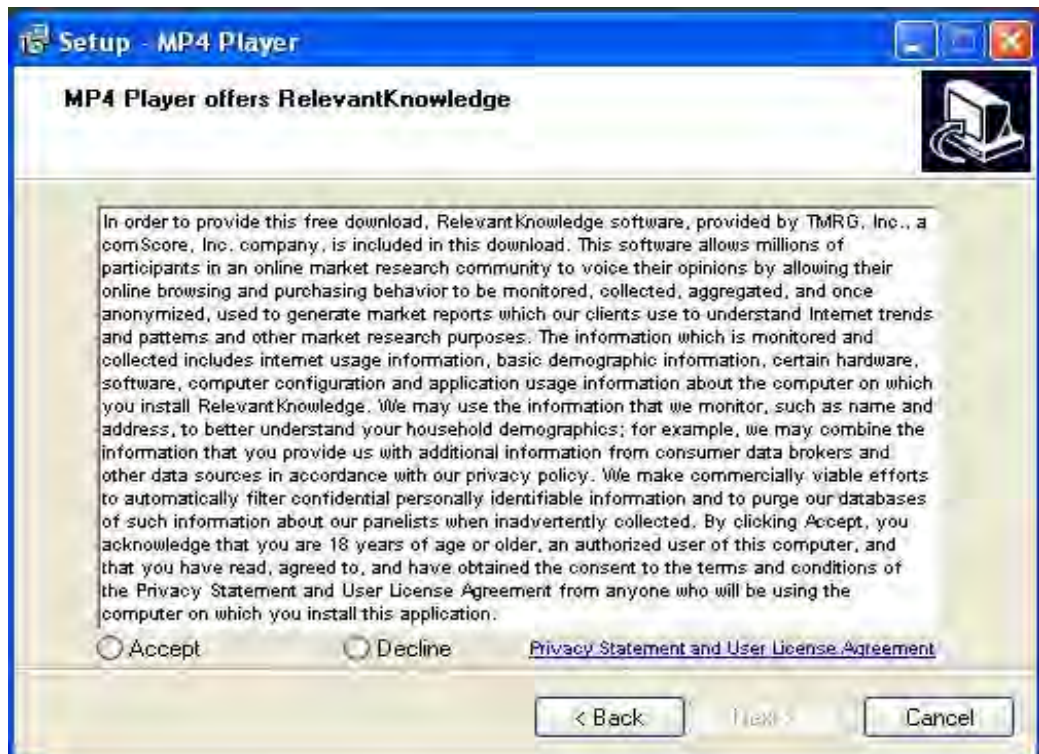 Setup - MP4 Player
MP4 Player offers RelevantKnowledge
In order to provide this free download, RelevantKnowledge software, provided by TMRG, Inc., a
comScore, Inc. company, is included in this download. This software allows millions of
participants in an online market research community to voice their opinions by allowing their
online browsing and purchasing behavior to be monitored, collected, aggregated, and once
anonymized, used to generate market reports which our clients use to understand Internet trends
and patterns and other market research purposes. The information which is monitored and
collected includes internet usage information, basic demographic information, certain hardware,
software, computer configuration and application usage information about the computer on which
you install RelevantKnowledge. We may use the information that we monitor, such as name and
address, to better understand your household demographics; for example, we may combine the
information that you provide us with additional information from consumer data brokers and
other data sources in accordance with our privacy policy. We make commercially viable efforts
to automatically filter confidential personally identifiable information and to purge our databases
of such information about our panelists when inadvertently collected. By clicking Accept, you
acknowledge that you are 18 years of age or older, an authorized user of this computer, and
that you have read, agreed to, and have obtained the consent to the terms and conditions of
the Privacy Statement and User License Agreement from anyone who will be using the
computer on which you install this application.
Accept Decline Privacy Statement and User License Agreement
< Back Next > Cancel